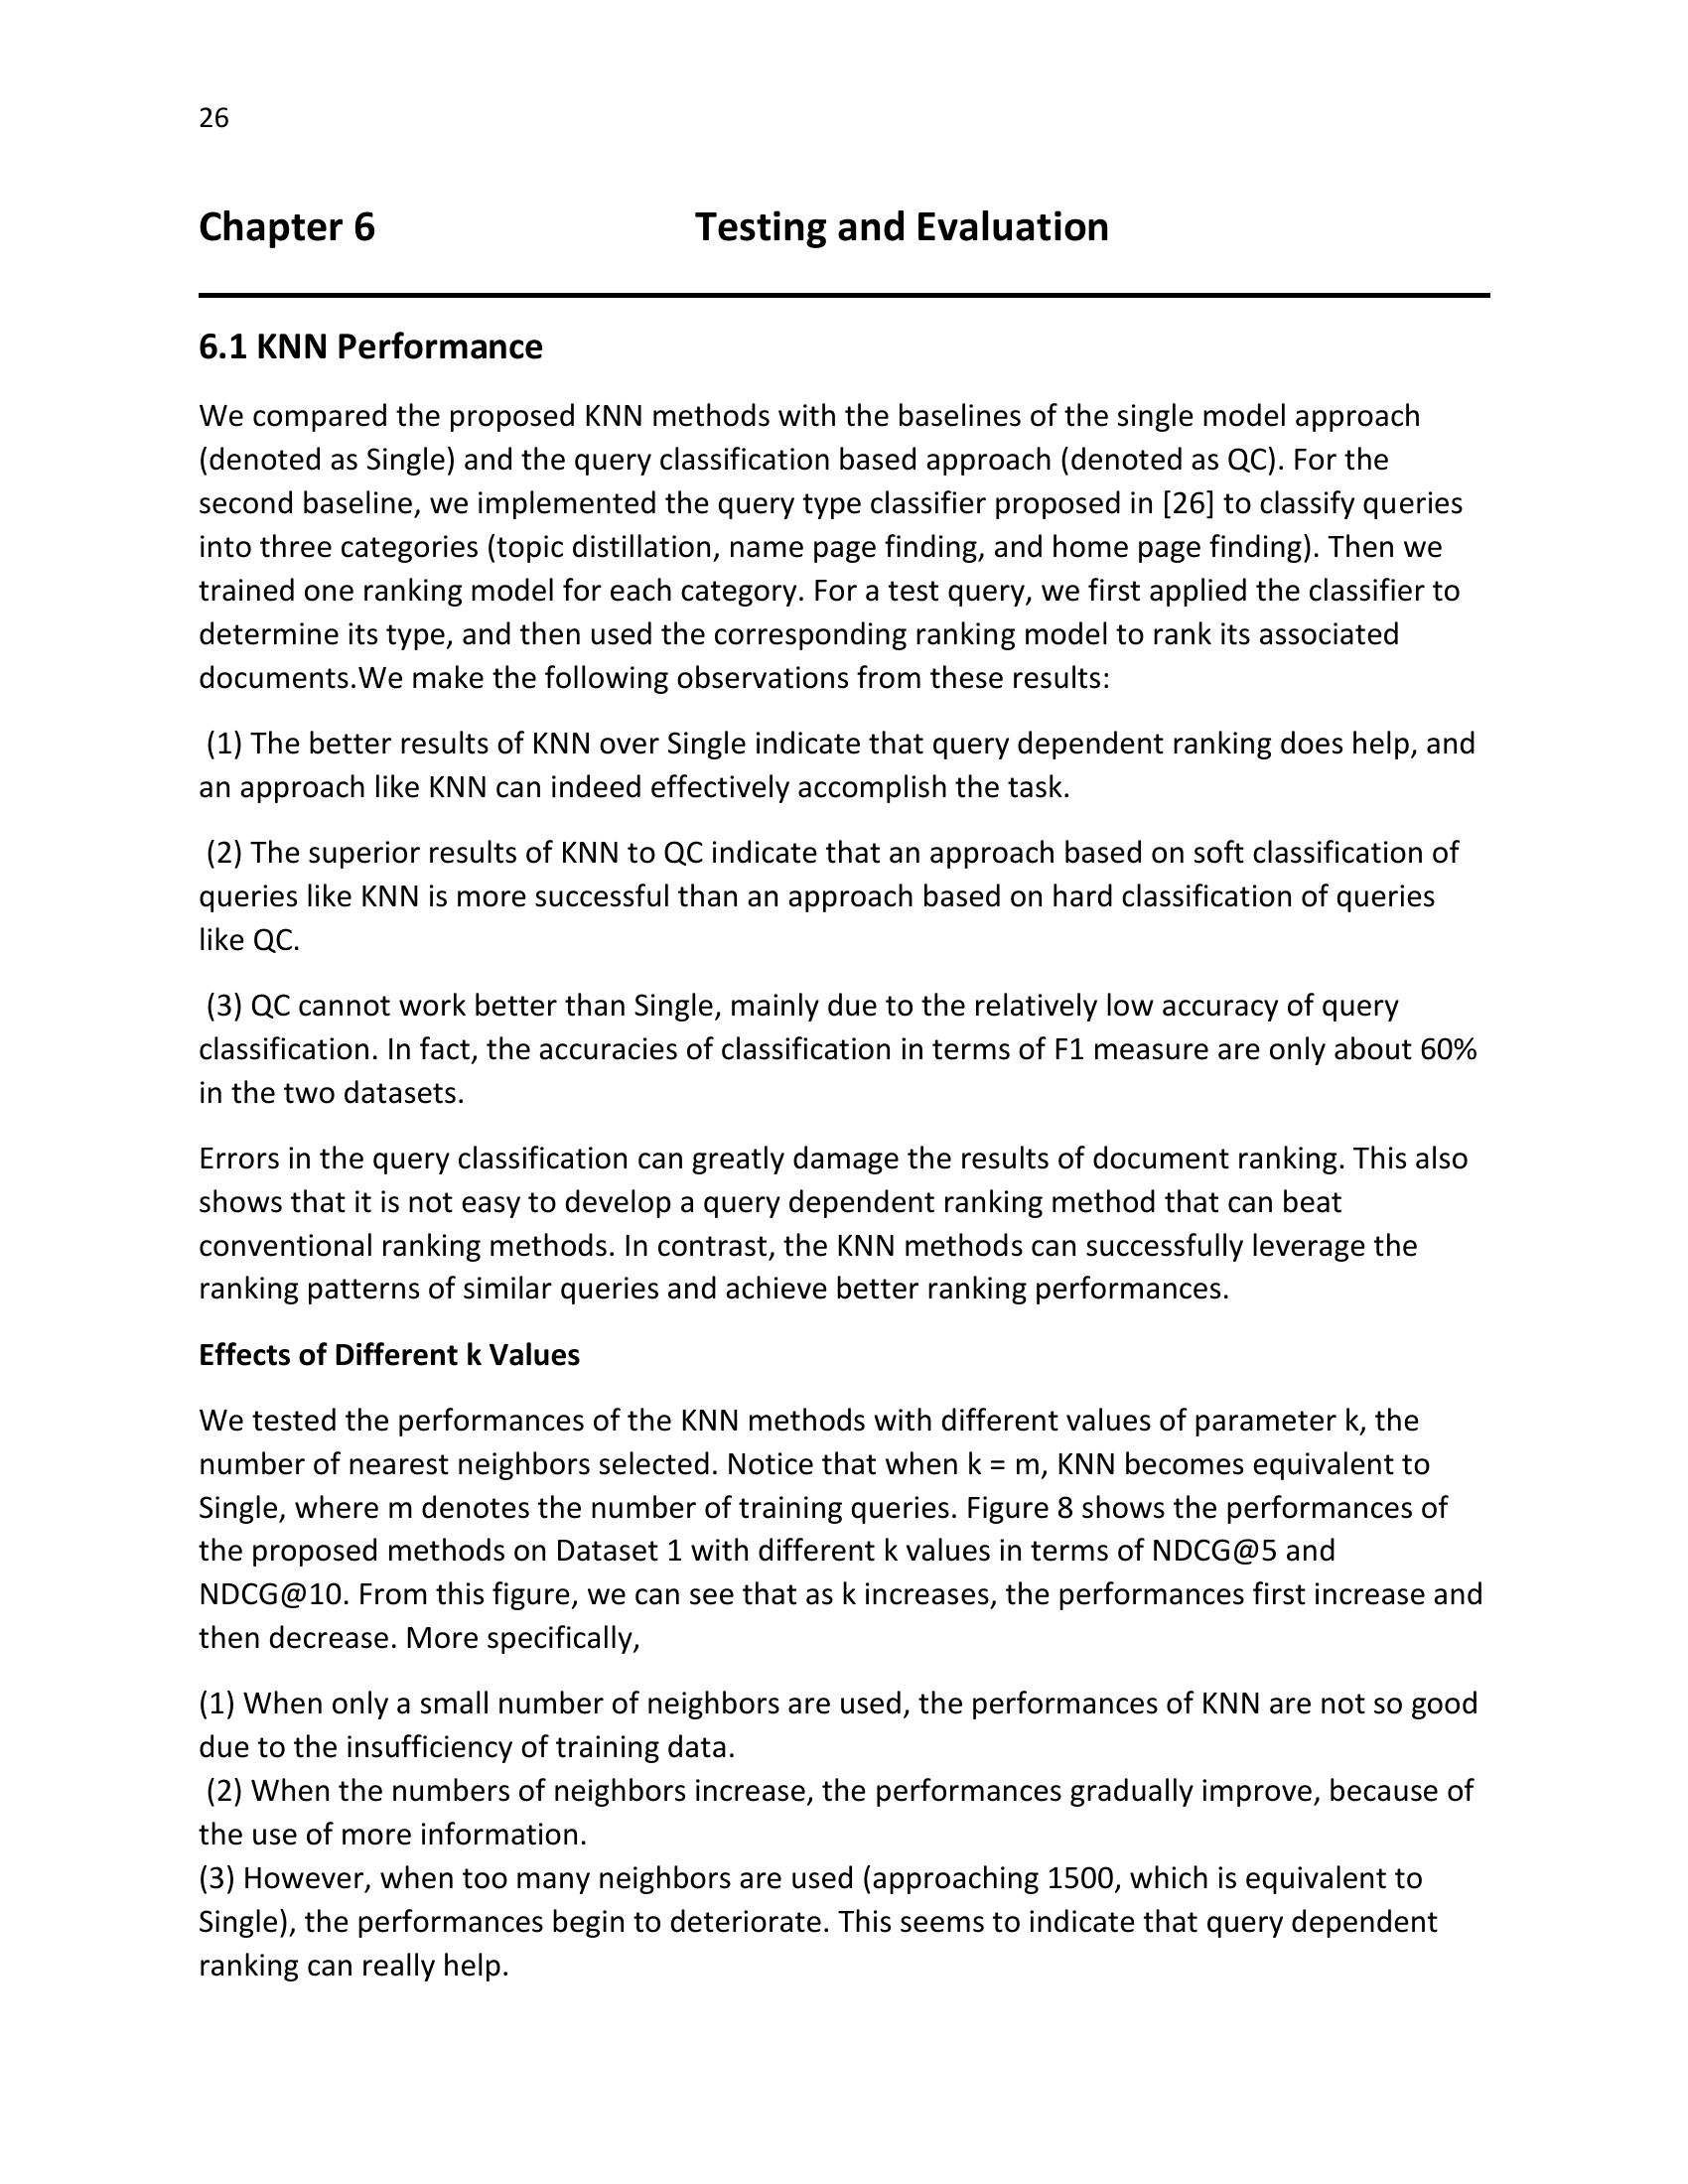 26
Chapter 6 Testing and Evaluation
6.1 KNN Performance
We compared the proposed KNN methods with the baselines of the single model approach
(denoted as Single) and the query classification based approach (denoted as QC). For the
second baseline, we implemented the query type classifier proposed in [26] to classify queries
into three categories (topic distillation, name page finding, and home page finding). Then we
trained one ranking model for each category. For a test query, we first applied the classifier to
determine its type, and then used the corresponding ranking model to rank its associated
documents.We make the following observations from these results:
(1) The better results of KNN over Single indicate that query dependent ranking does help, and
an approach like KNN can indeed effectively accomplish the task.
(2) The superior results of KNN to QC indicate that an approach based on soft classification of
queries like KNN is more successful than an approach based on hard classification of queries
like QC.
(3) QC cannot work better than Single, mainly due to the relatively low accuracy of query
classification. In fact, the accuracies of classification in terms of F1 measure are only about 60%
in the two datasets.
Errors in the query classification can greatly damage the results of document ranking. This also
shows that it is not easy to develop a query dependent ranking method that can beat
conventional ranking methods. In contrast, the KNN methods can successfully leverage the
ranking patterns of similar queries and achieve better ranking performances.
Effects of Different k Values
We tested the performances of the KNN methods with different values of parameter k, the
number of nearest neighbors selected. Notice that when k = m, KNN becomes equivalent to
Single, where m denotes the number of training queries. Figure 8 shows the performances of
the proposed methods on Dataset 1 with different k values in terms of NDCG@5 and
NDCG@10. From this figure, we can see that as k increases, the performances first increase and
then decrease. More specifically,
(1) When only a small number of neighbors are used, the performances of KNN are not so good
due to the insufficiency of training data.
(2) When the numbers of neighbors increase, the performances gradually improve, because of
the use of more information.
(3) However, when too many neighbors are used (approaching 1500, which is equivalent to
Single), the performances begin to deteriorate. This seems to indicate that query dependent
ranking can really help.